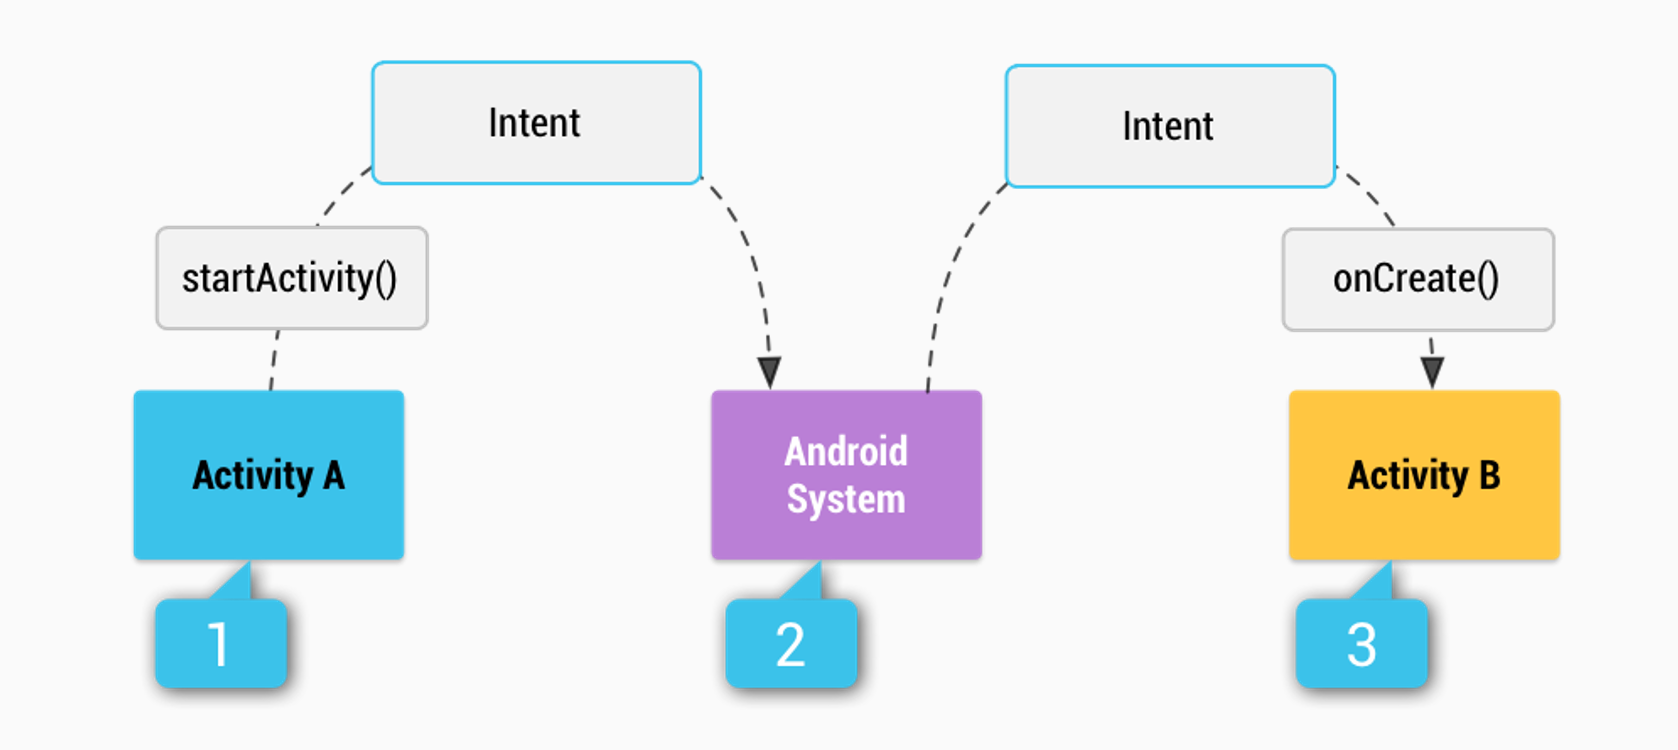 Intent
Intent
startActivity()
onCreate()
Activity A
Android
System
Activity B
1
2
3